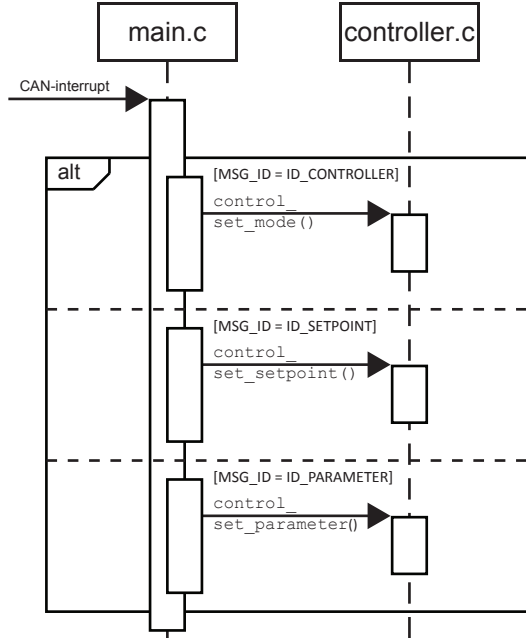 main.c
controller.c
CAN-interrupt
alt
[MSG_ID = ID_CONTROLLER]
control_
set_mode()
[MSG_ID = ID_SETPOINT]
control_
set_setpoint()
[MSG_ID = ID_PARAMETER]
control_
set_parameter()